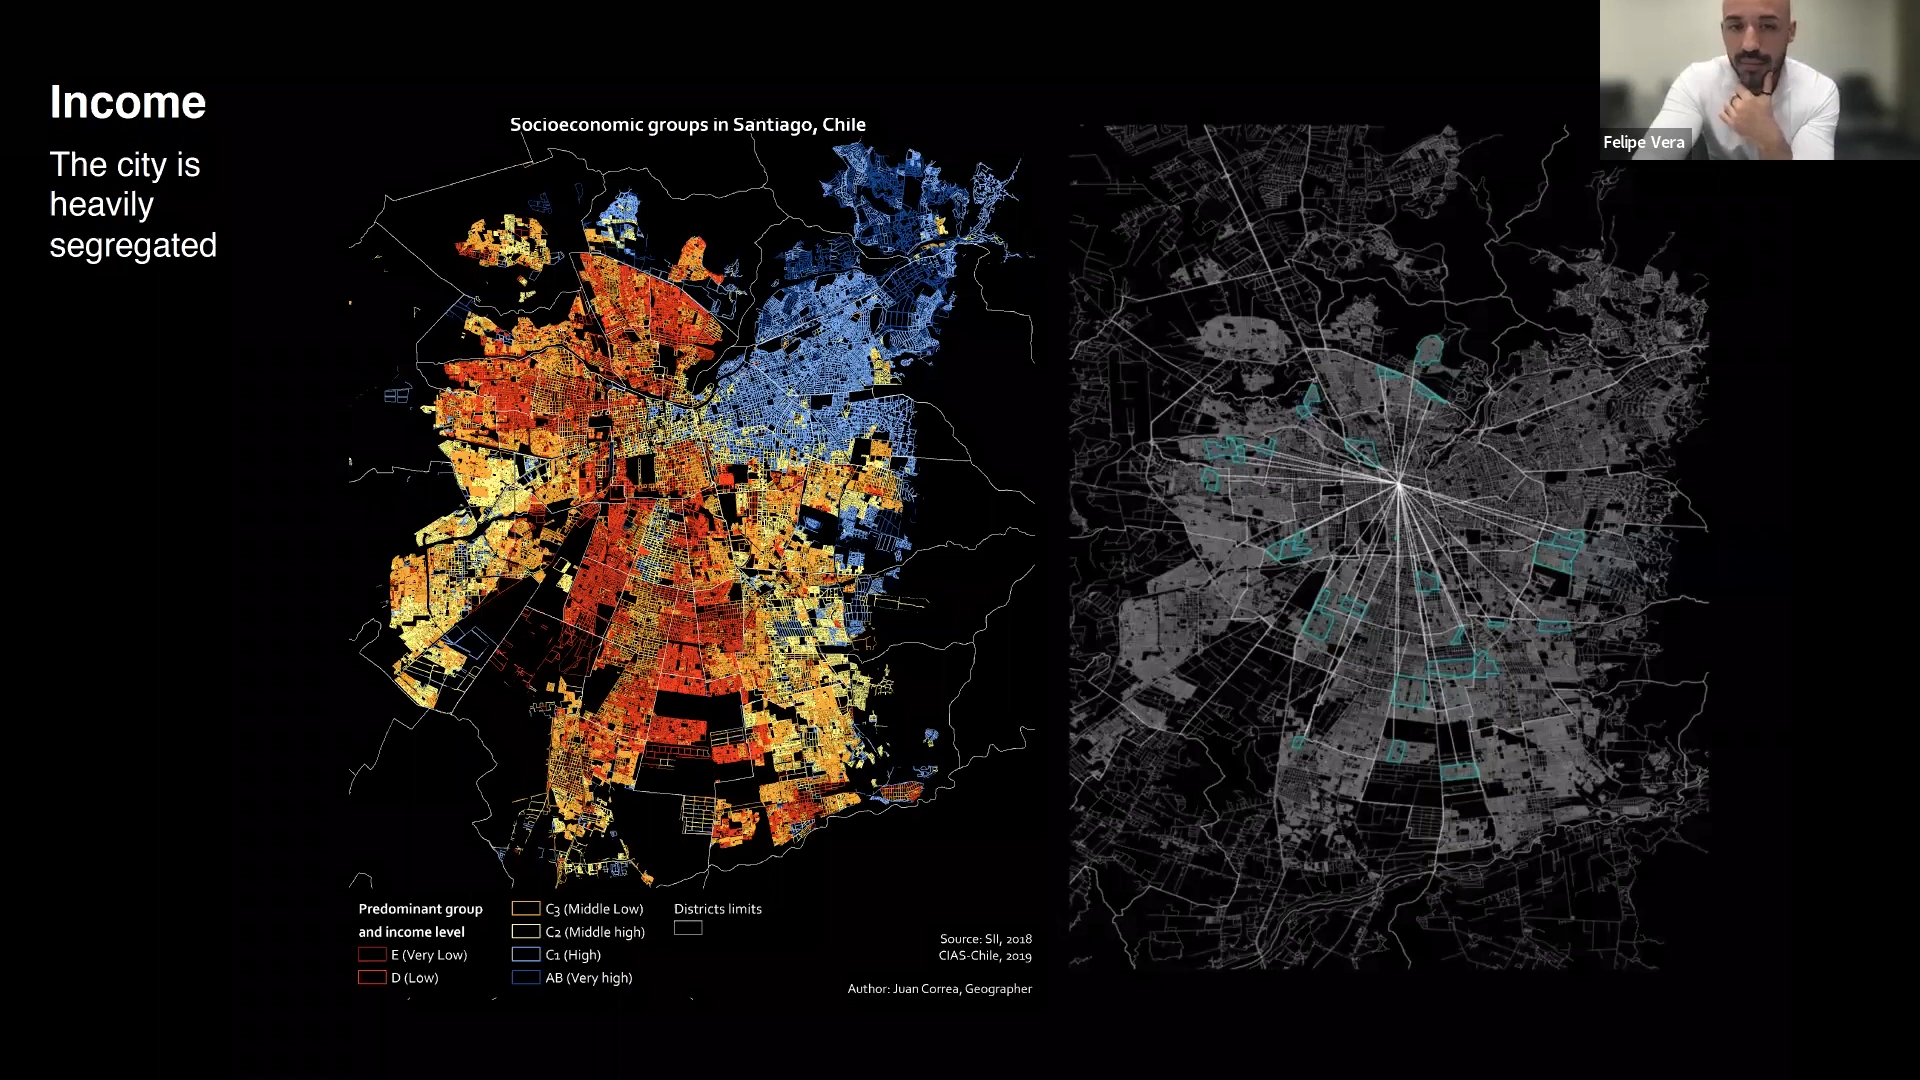 Income
The city is
heavily
segregated
Socioeconomic groups in Santiago, Chile
Felipe Vera
Predominant group
and income level
E (Very Low)
D (Low)
C3 (Middle Low)
C2 (Middle high)
C1 (High)
AB (Very high)
Districts limits
Source: SII, 2018
CIAS-Chile, 2019
Author: Juan Correa, Geographer